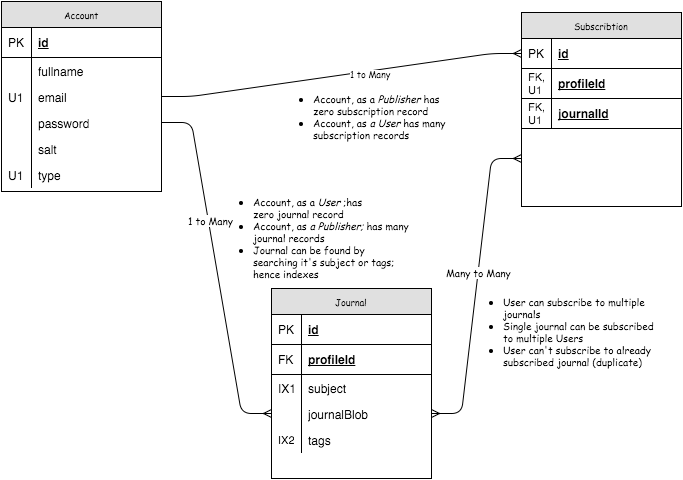 Account
PK id
fullname
U1 email
password
salt
U1 type
Subscribtion
PK id
FK,
U1 profileId
FK,
U1 journalId
1 to Many
• Account, as a Publisher has
zero subscription record
• Account, as a User has many
subscription records
1 to Many
• Account, as a User ;has
zero journal record
• Account, as a Publisher; has many
journal records
• Journal can be found by
searching it's subject or tags;
hence indexes
Many to Many
• User can subscribe to multiple
journals
• Single journal can be subscribed
to multiple Users
• User can't subscribe to already
subscribed journal (duplicate)
Journal
PK id
FK profileId
IX1 subject
journalBlob
IX2 tags